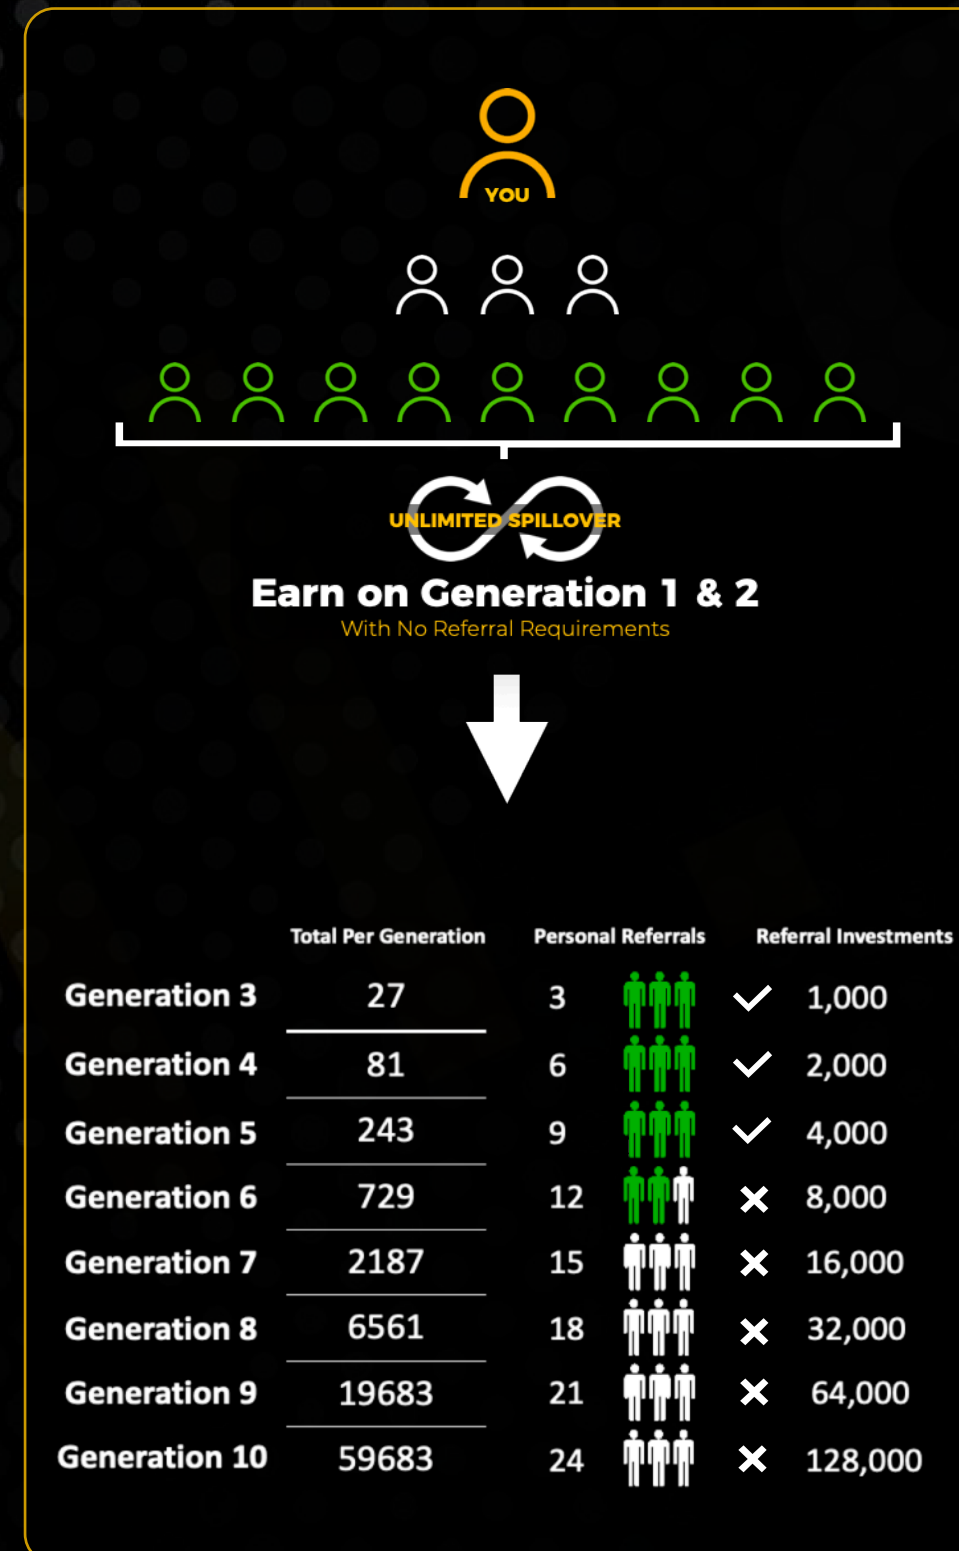 YOU
UNLIMITED SPILLOVER
Earn on Generation 1 & 2
With No Referral Requirements
Total Per Generation Personal Referrals Referral Investments
Generation 3 27 3 1,000
Generation 4 81 6 2,000
Generation 5 243 9 4,000
Generation 6 729 12 8,000
Generation 7 2187 15 16,000
Generation 8 6561 18 32,000
Generation 9 19683 21 64,000
Generation 10 59683 24 128,000